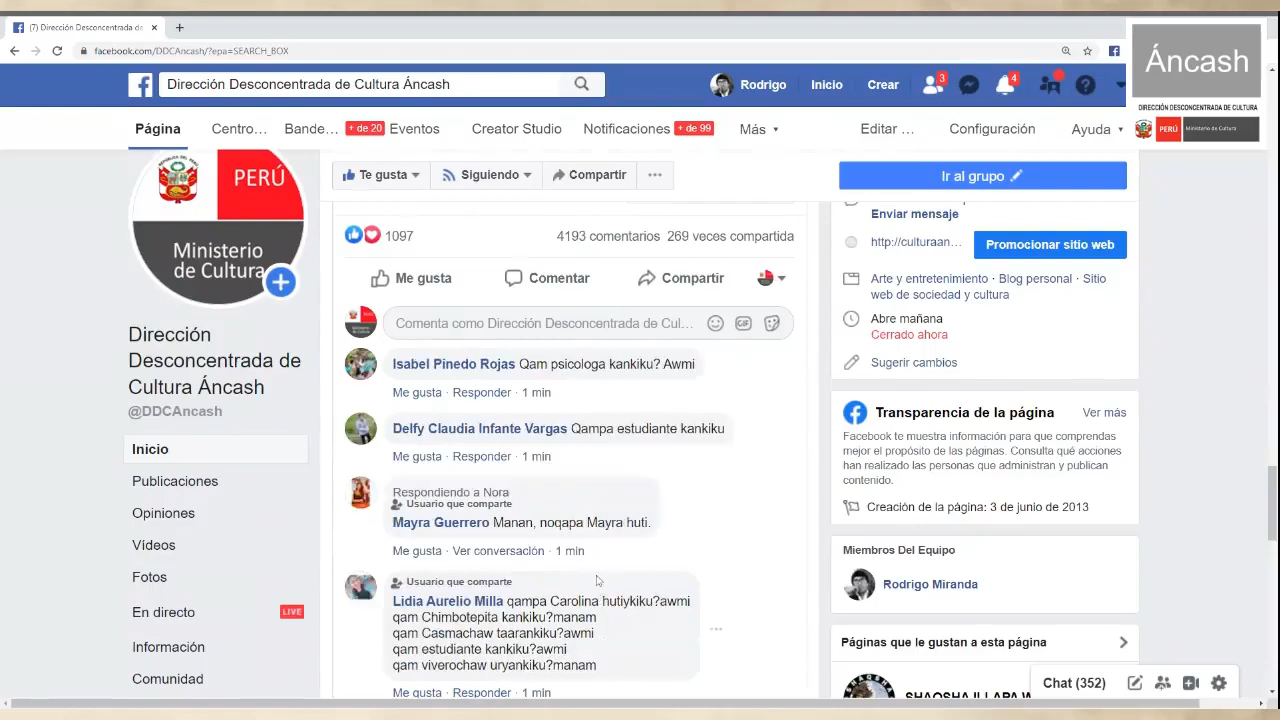 (7) Dirección Desconcentrada de
facebook.com/DDCAncash/?epa=SEARCH_BOX
Áncash
DIRECCIÓN DESCONCENTRADA DE CULTURA
PERÚ
Ministerio de Cultura
Dirección Desconcentrada de Cultura Áncash
Rodrigo
Inicio
Crear
3
4
Página
Centro...
Bande...
+ de 20
Eventos
Creator Studio
Notificaciones
+ de 99
Más
Editar ...
Configuración
Ayuda
PERÚ
Ministerio
de Cultura
Dirección
Desconcentrada de
Cultura Áncash
@DDCAncash
Inicio
Publicaciones
Opiniones
Vídeos
Fotos
En directo
LIVE
Información
Comunidad
Te gusta
Siguiendo
Compartir
...
Ir al grupo
1097
4193 comentarios 269 veces compartida
Me gusta
Comentar
Compartir
Comenta como Dirección Desconcentrada de Cul...
GIF
Isabel Pinedo Rojas Qam psicologa kankiku? Awmi
Me gusta · Responder · 1 min
Delfy Claudia Infante Vargas Qampa estudiante kankiku
Me gusta · Responder · 1 min
Respondiendo a Nora
Usuario que comparte
Mayra Guerrero Manan, noqapa Mayra huti.
Me gusta · Ver conversación · 1 min
Usuario que comparte
Lidia Aurelio Milla qampa Carolina hutiykiku?awmi
qam Chimbotepita kankiku?manam
qam Casmachaw taarankiku?awmi
qam estudiante kankiku?awmi
qam viverochaw uryankiku?manam
Me gusta · Responder · 1 min
Enviar mensaje
http://culturaan...
Promocionar sitio web
Arte y entretenimiento · Blog personal · Sitio
web de sociedad y cultura
Abre mañana
Cerrado ahora
Sugerir cambios
Transparencia de la página
Ver más
Facebook te muestra información para que comprendas
mejor el propósito de las páginas. Consulta qué acciones
han realizado las personas que administran y publican
contenido.
Creación de la página: 3 de junio de 2013
Miembros Del Equipo
Rodrigo Miranda
Páginas que le gustan a esta página
Chat (352)